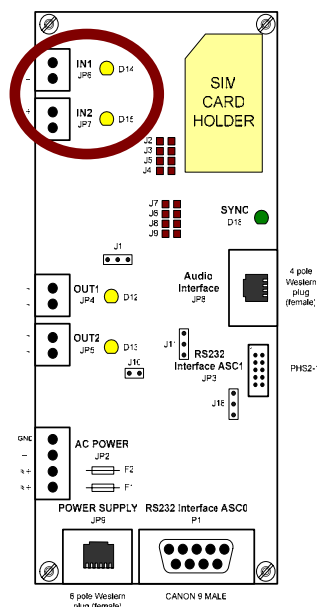 IN1
JP6
D14
IN2
JP7
D15
SIM
CARD
HOLDER
J2
J3
J5
J4
J7
J6
J8
J9
SYNC
D18
J1
Audio
Interface
JP8
4 pole
Western
plug
(female)
OUT1
JP4
D12
OUT2
JP5
D13
J11
J10
RS232
Interface ASC1
JP3
PHS2-1
J18
GND
AC POWER
JP2
F2
F1
POWER SUPPLY
JP9
RS232 Interface ASC0
P1
6 pole Western
plug (female)
CANON 9 MALE